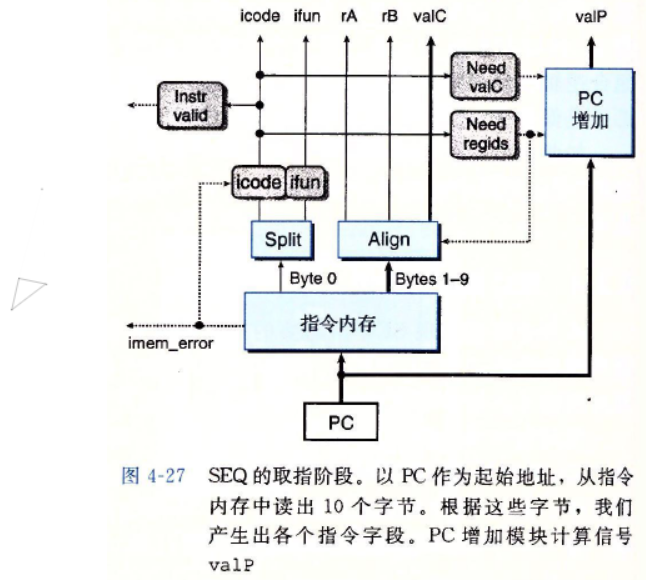 icode ifun rA rB valC valP
Need
valC
Instr
valid
PC
增加
Need
regids
icode ifun
Split
Align
Byte 0
Bytes 1–9
指令内存
imem_error
PC
图 4-27 SEQ 的取指阶段。以 PC 作为起始地址，从指令
内存中读出 10 个字节。根据这些字节，我们
产生出各个指令字段。PC 增加模块计算信号
valP